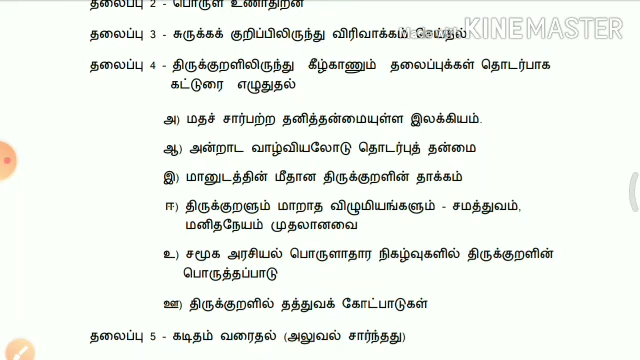 தலைப்பு 2 - பொருள் உணர்திறன்
தலைப்பு 3 - சுருக்கக் குறிப்பிலிருந்து விரிவாக்கம் செய்தல்
KINEMASTER
தலைப்பு 4 - திருக்குறளிலிருந்து கீழ்காணும் தலைப்புக்கள் தொடர்பாக
கட்டுரை எழுதுதல்
அ) மதச் சார்பற்ற தனித்தன்மையுள்ள இலக்கியம்.
ஆ) அன்றாட வாழ்வியலோடு தொடர்புத் தன்மை
இ) மானுடத்தின் மீதான திருக்குறளின் தாக்கம்
ஈ) திருக்குறளும் மாறாத விழுமியங்களும் - சமத்துவம்,
மனிதநேயம் முதலானவை
உ) சமூக அரசியல் பொருளாதார நிகழ்வுகளில் திருக்குறளின்
பொருத்தப்பாடு
ஊ) திருக்குறளில் தத்துவக் கோட்பாடுகள்
தலைப்பு 5 - கடிதம் வரைதல் (அலுவல் சார்ந்தது)